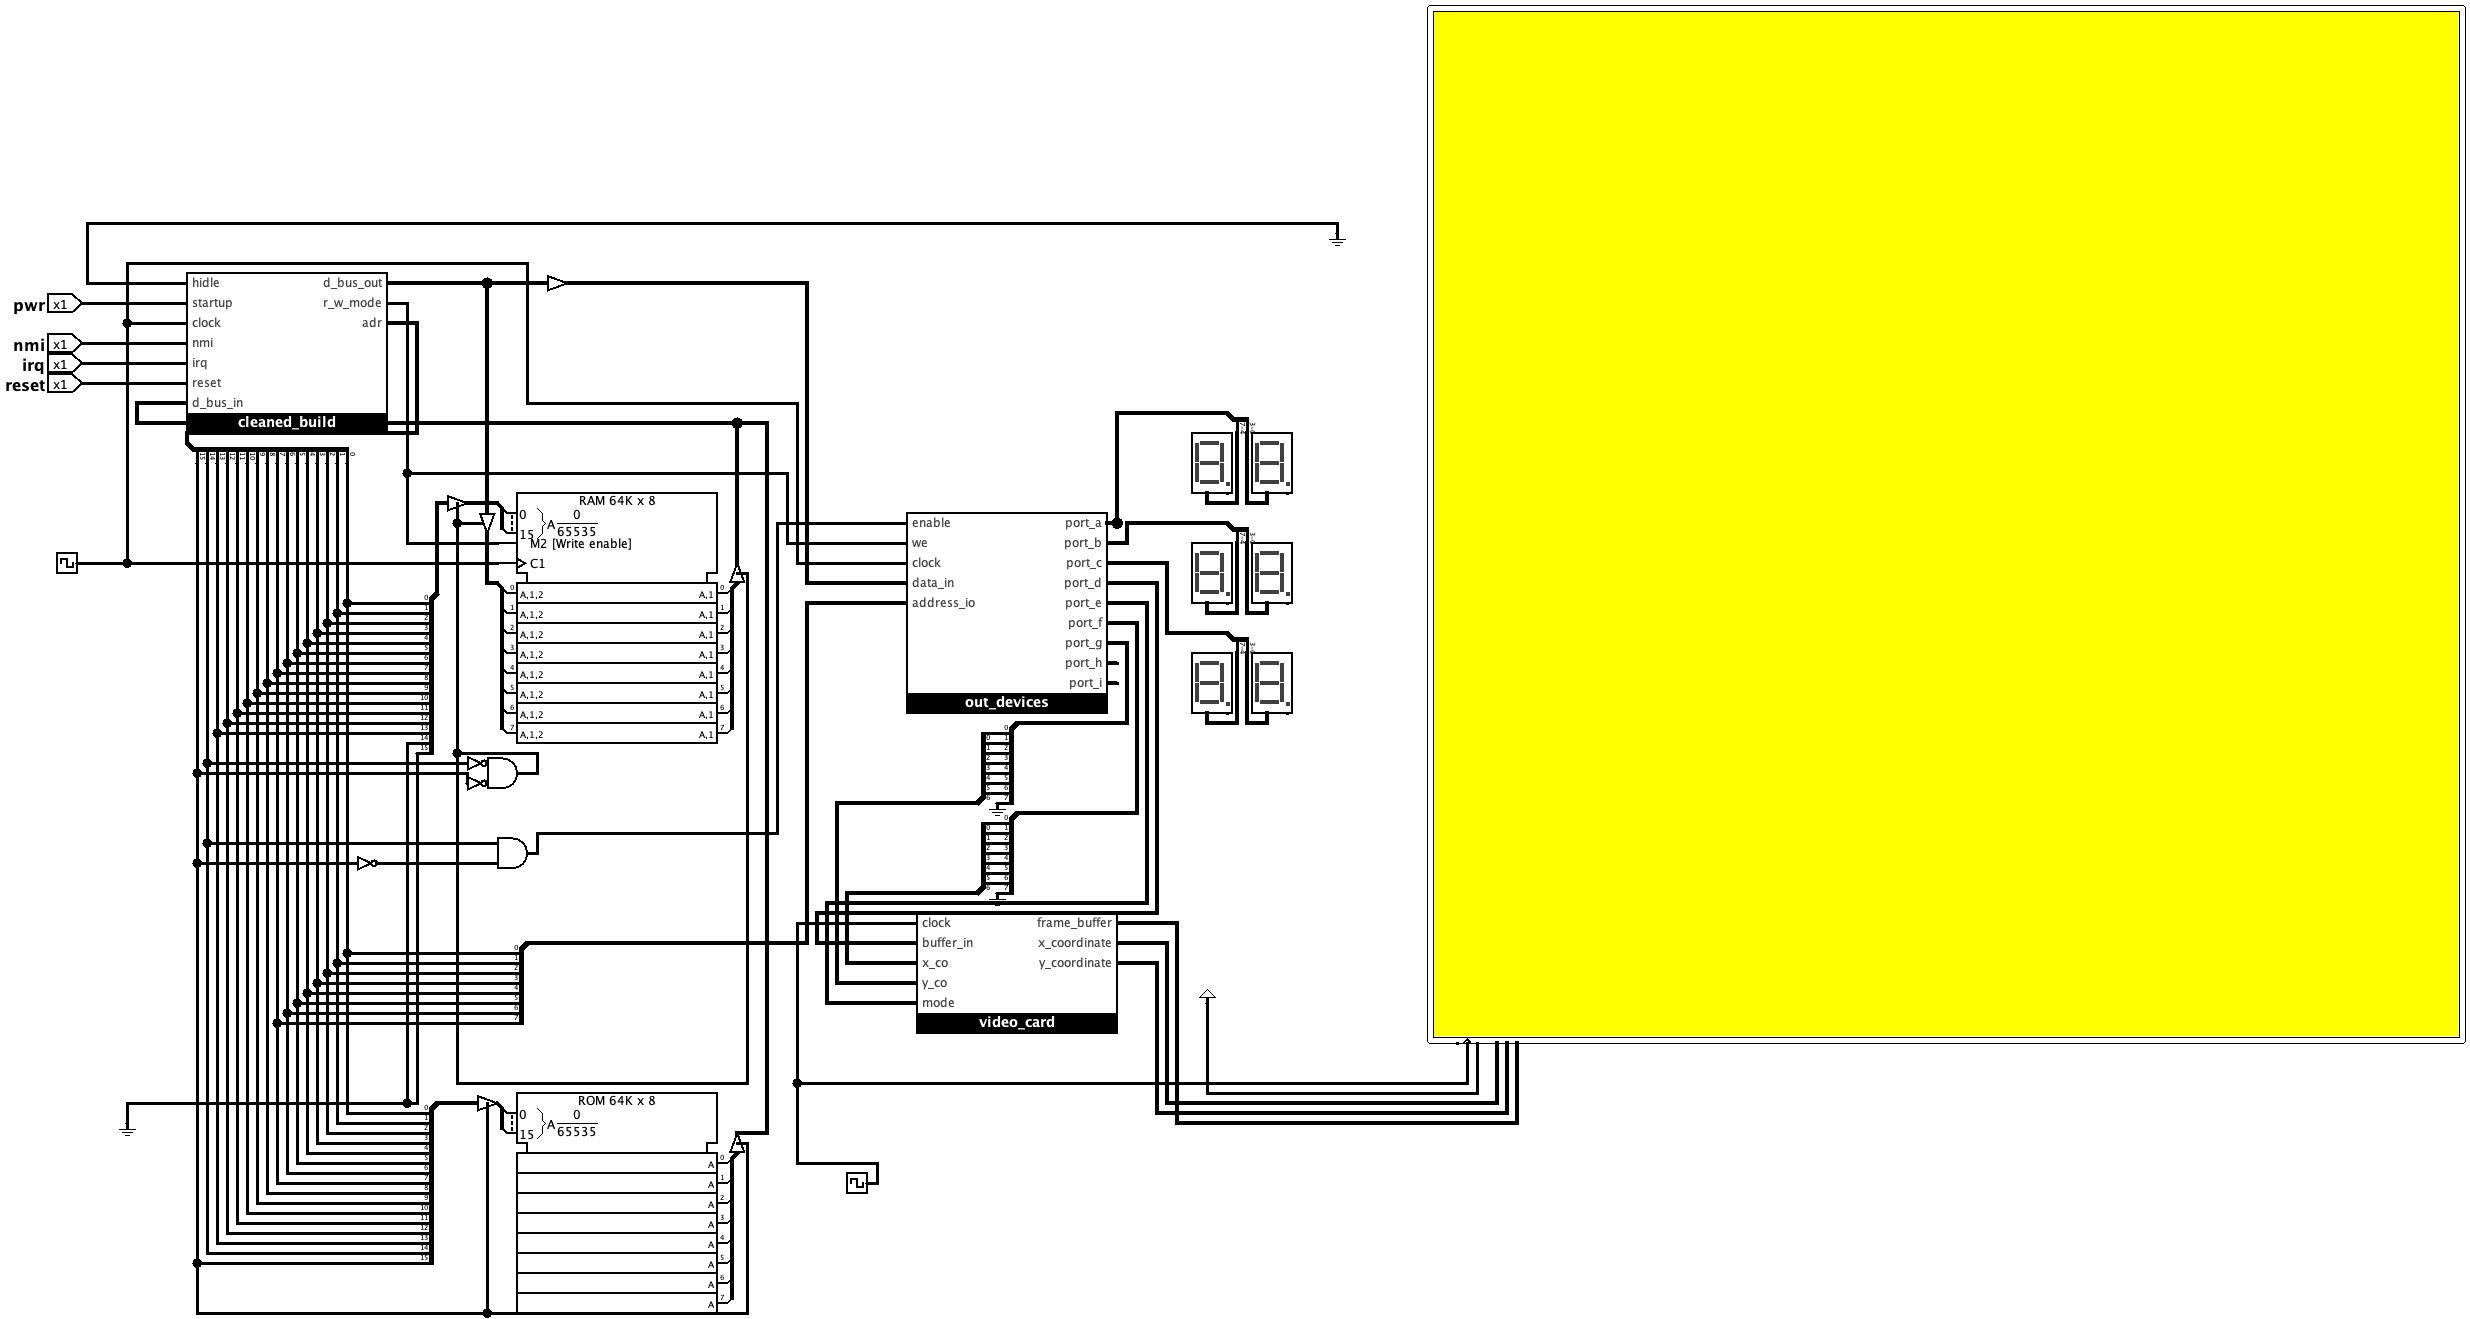 hidle
d_bus_out
pwr
x1
startup
r_w_mode
clock
adr
nmi
x1
nmi
irq
x1
irq
reset
x1
reset
d_bus_in
cleaned_build
RAM 64K x 8
0
15
A
0
65535
M2 [Write enable]
C1
A,1,2
A,1
A,1,2
A,1
A,1,2
A,1
A,1,2
A,1
A,1,2
A,1
A,1,2
A,1
A,1,2
A,1
A,1,2
A,1
enable
port_a
we
port_b
clock
port_c
data_in
port_d
address_io
port_e
port_f
port_g
port_h
port_i
out_devices
clock
frame_buffer
buffer_in
x_coordinate
x_co
y_coordinate
y_co
mode
video_card
ROM 64K x 8
0
15
A
0
65535
A
A
A
A
A
A
A
A